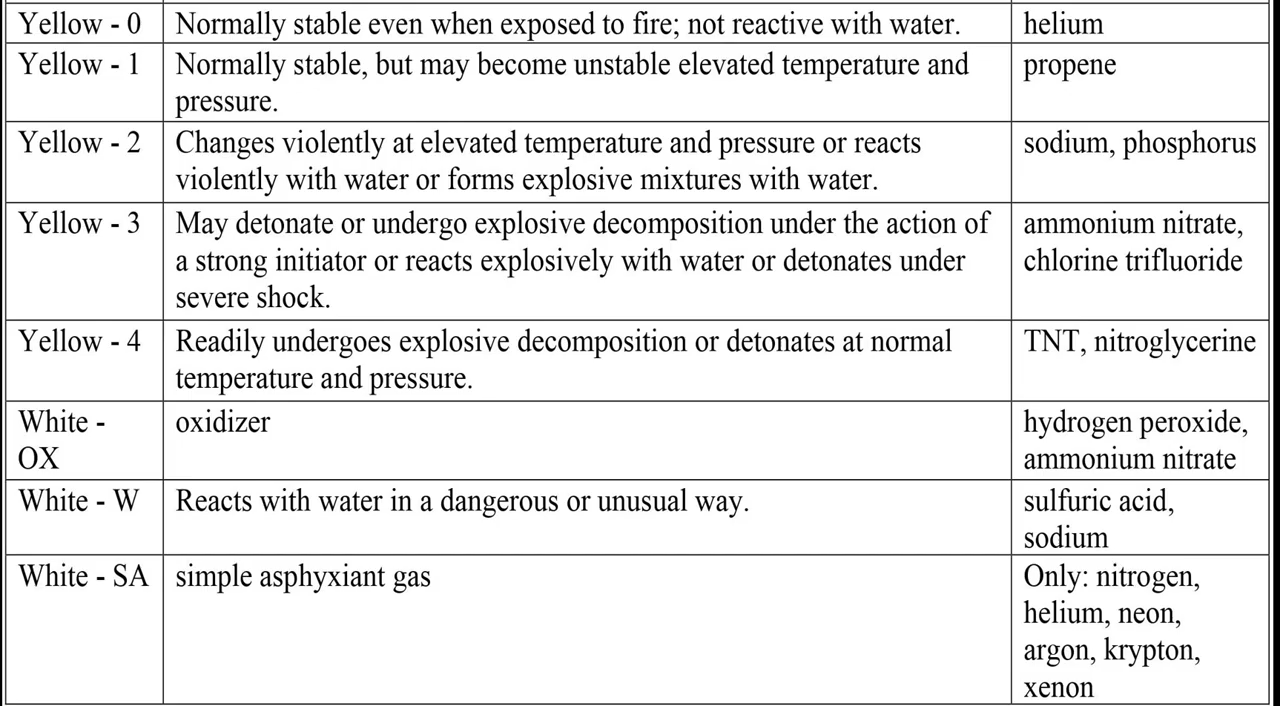 Yellow - 0 Normally stable even when exposed to fire; not reactive with water. helium
Yellow - 1 Normally stable, but may become unstable elevated temperature and propene
pressure.
Yellow - 2 Changes violently at elevated temperature and pressure or reacts sodium, phosphorus
violently with water or forms explosive mixtures with water.
Yellow - 3 May detonate or undergo explosive decomposition under the action of ammonium nitrate,
a strong initiator or reacts explosively with water or detonates under chlorine trifluoride
severe shock.
Yellow - 4 Readily undergoes explosive decomposition or detonates at normal TNT, nitroglycerine
temperature and pressure.
White - oxidizer hydrogen peroxide,
OX ammonium nitrate
White - W Reacts with water in a dangerous or unusual way. sulfuric acid,
sodium
White - SA simple asphyxiant gas Only: nitrogen,
helium, neon,
argon, krypton,
xenon